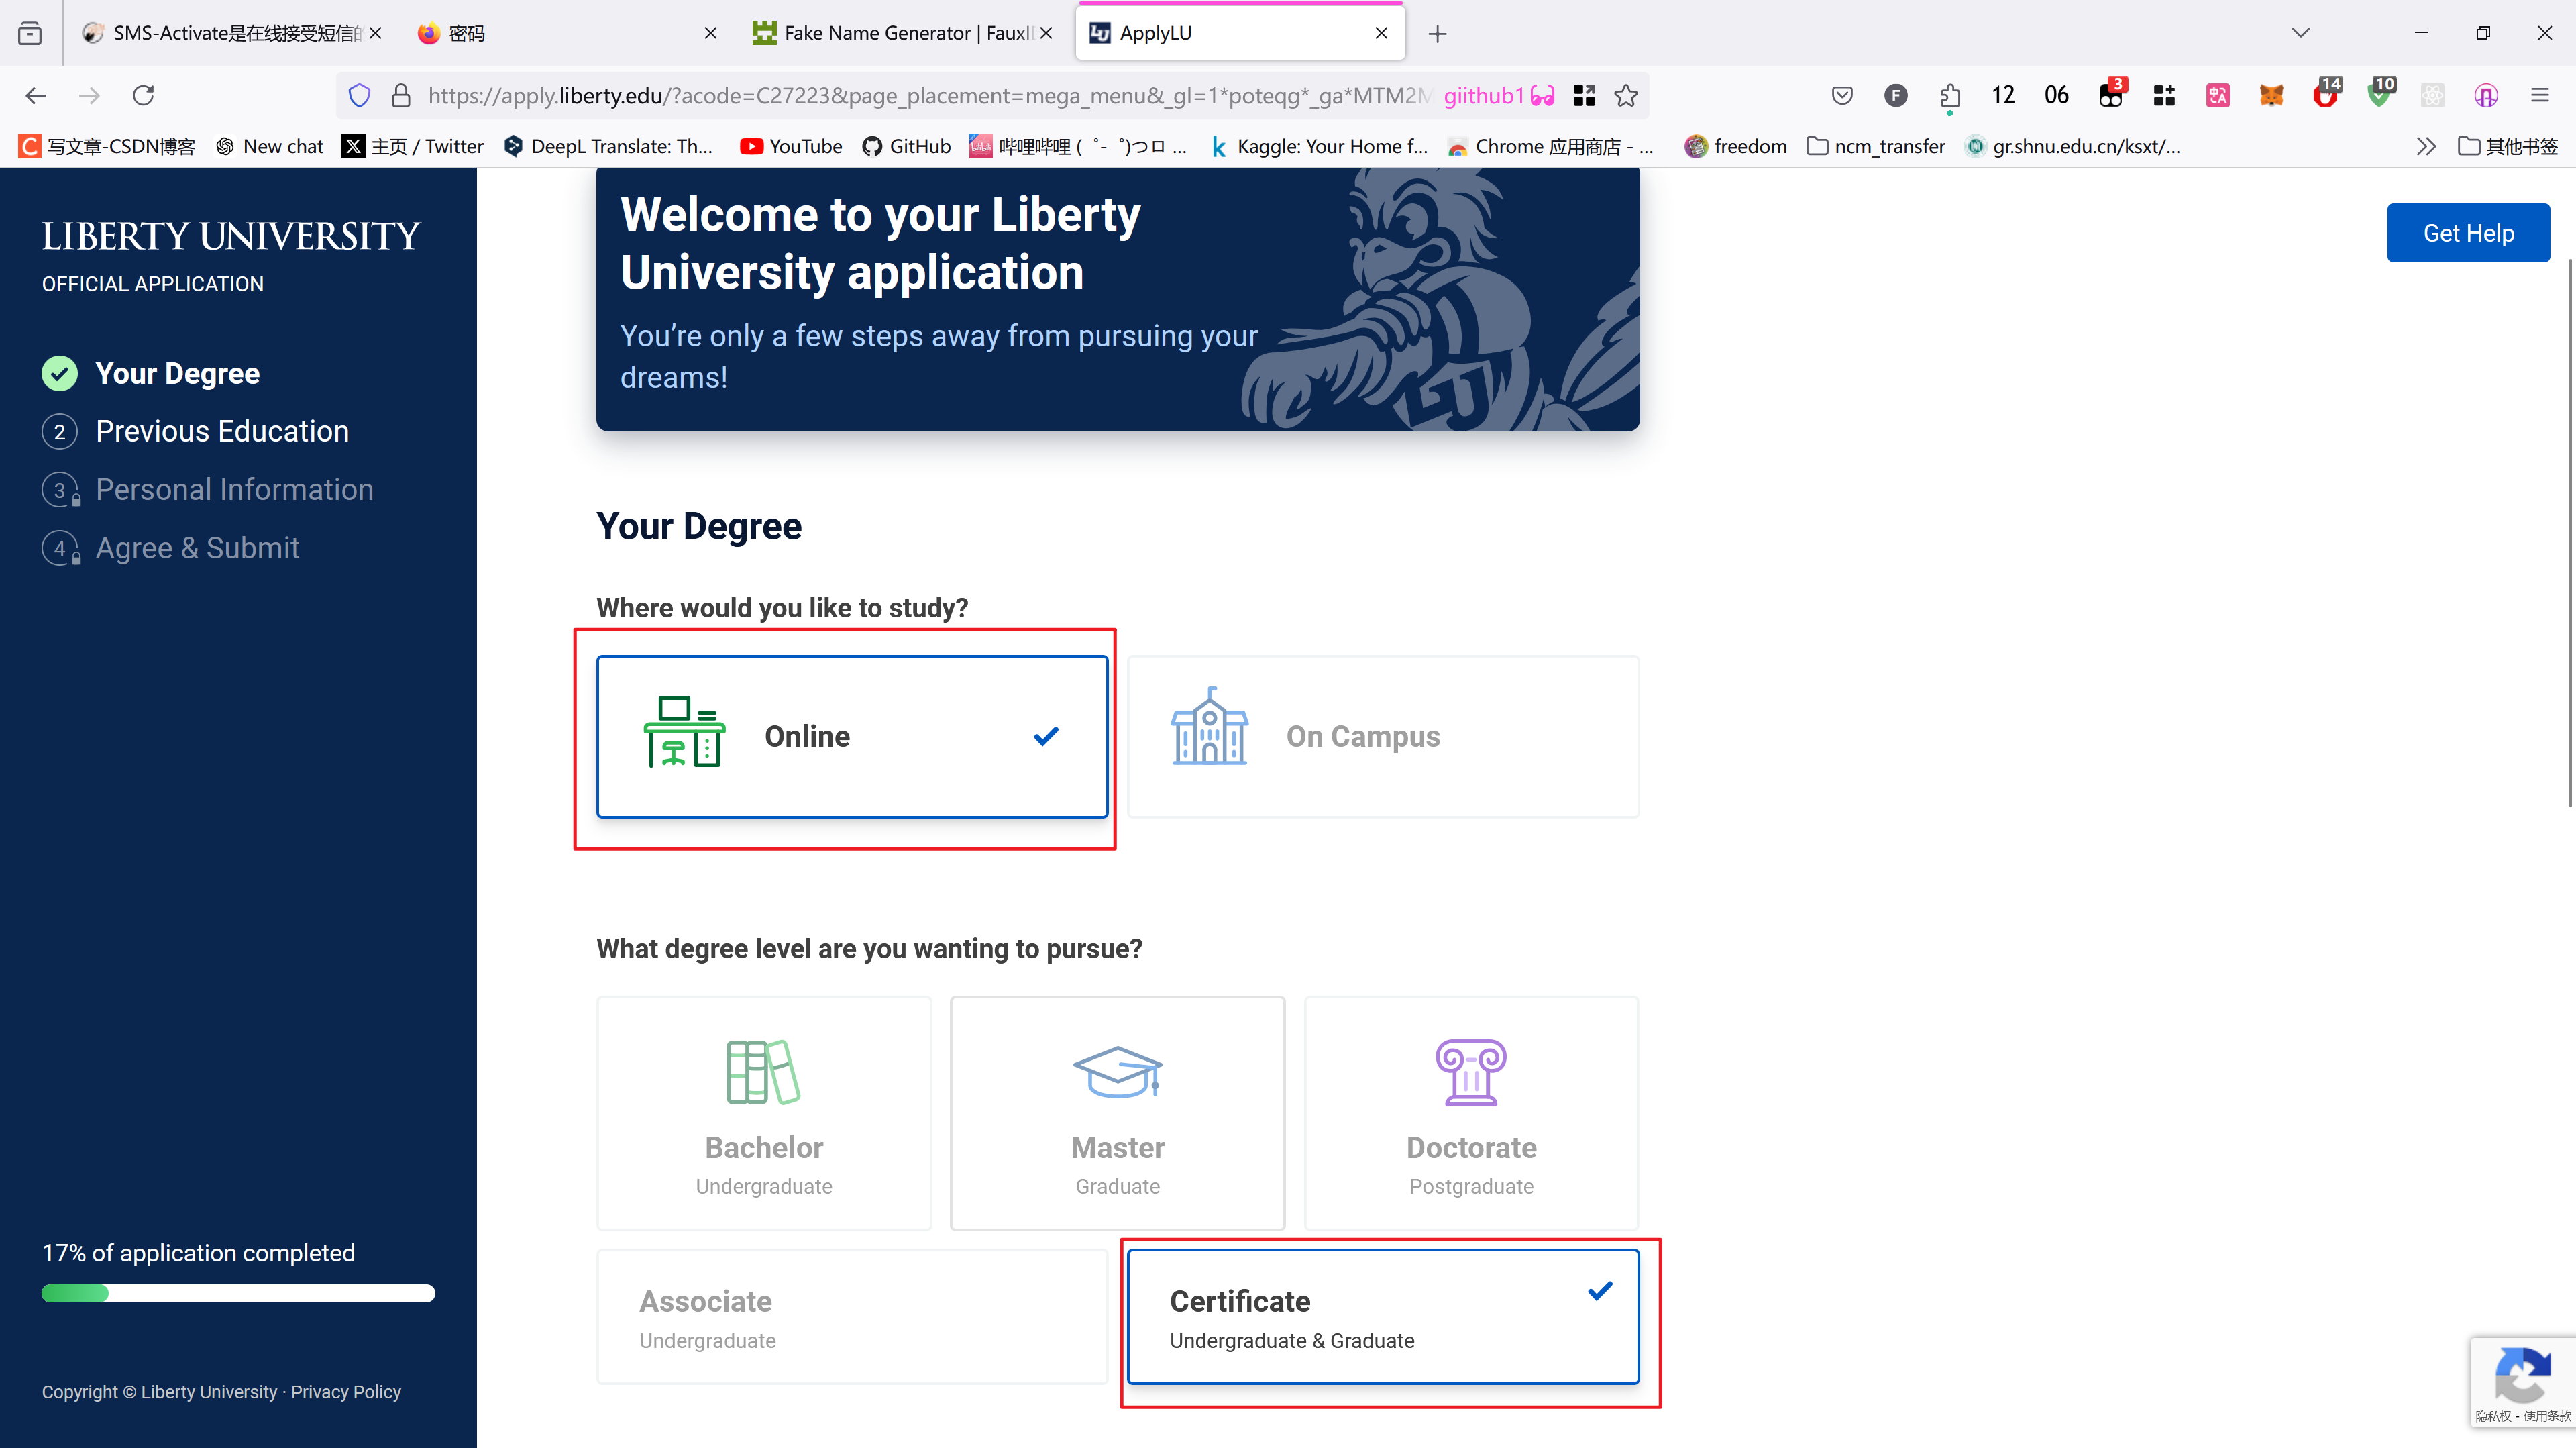 SMS-Activate是在线接受短信的
密码
Fake Name Generator | FauxI
ApplyLU
https://apply.liberty.edu/?acode=C27223&page_placement=mega_menu&_gl=1*poteqg*_ga*MTM2M
giithub1
F
12
06
3
14
10
写文章-CSDN博客
New chat
主页 / Twitter
DeepL Translate: Th...
YouTube
GitHub
哔哩哔哩 ( ゜- ゜)つロ ...
Kaggle: Your Home f...
Chrome 应用商店 - ...
freedom
ncm_transfer
gr.shnu.edu.cn/ksxt/...
其他书签
LIBERTY UNIVERSITY
OFFICIAL APPLICATION
Your Degree
2 Previous Education
3 Personal Information
4 Agree & Submit
17% of application completed
Copyright © Liberty University · Privacy Policy
Welcome to your Liberty
University application
You’re only a few steps away from pursuing your
dreams!
LU
Get Help
Your Degree
Where would you like to study?
Online
On Campus
What degree level are you wanting to pursue?
Bachelor
Undergraduate
Master
Graduate
Doctorate
Postgraduate
Associate
Undergraduate
Certificate
Undergraduate & Graduate
隐私权 - 使用条款